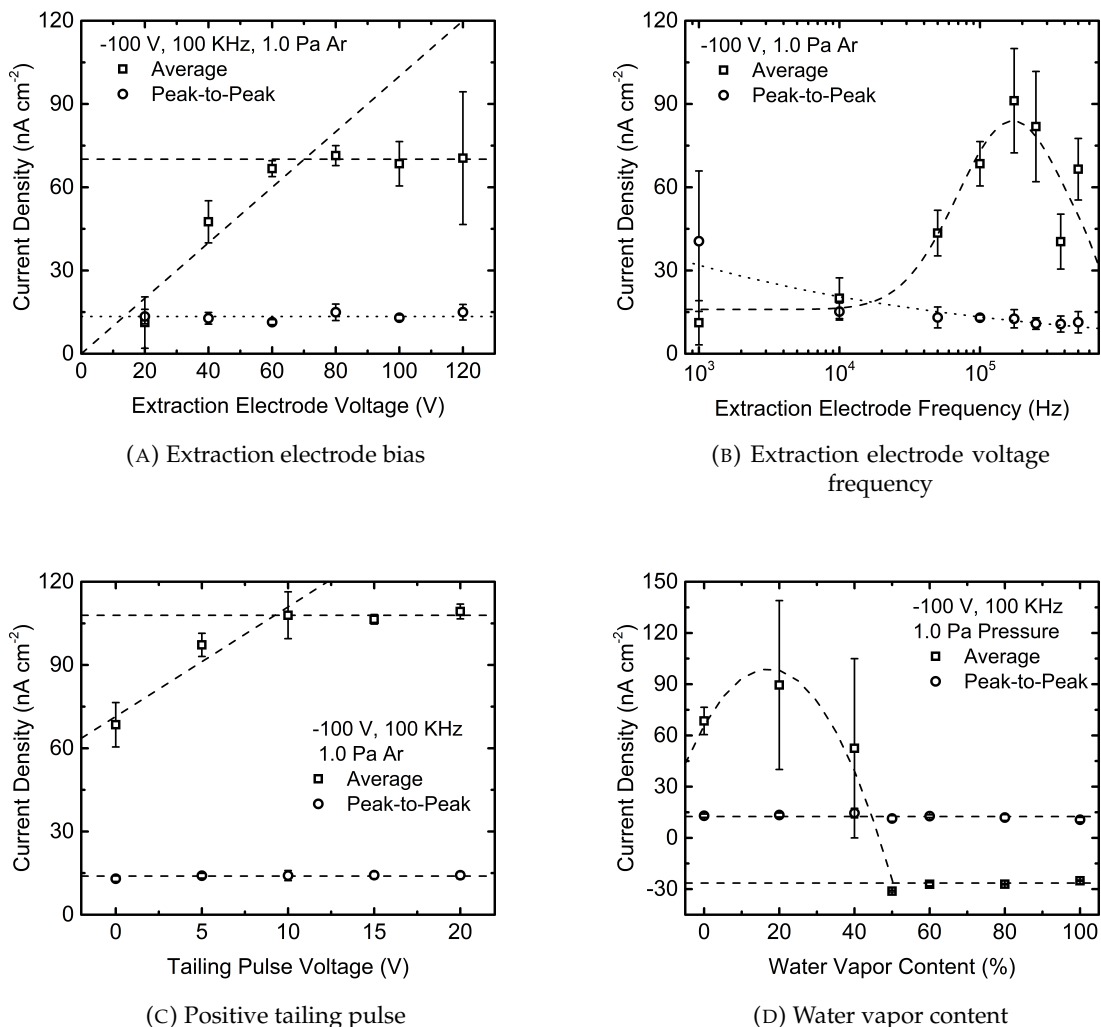 Current Density (nA cm-2)
120
90
60
30
0
-100 V, 100 KHz, 1.0 Pa Ar
Average
Peak-to-Peak
0 20 40 60 80 100 120
Extraction Electrode Voltage (V)
(A) Extraction electrode bias
Current Density (nA cm-2)
120
90
60
30
0
-100 V, 1.0 Pa Ar
Average
Peak-to-Peak
10^3 10^4 10^5
Extraction Electrode Frequency (Hz)
(B) Extraction electrode voltage
frequency
Current Density (nA cm-2)
120
90
60
30
0
-100 V, 100 KHz
1.0 Pa Ar
Average
Peak-to-Peak
0 5 10 15 20
Tailing Pulse Voltage (V)
(C) Positive tailing pulse
Current Density (nA cm-2)
150
120
90
60
30
0
-30
-100 V, 100 KHz
1.0 Pa Pressure
Average
Peak-to-Peak
0 20 40 60 80 100
Water Vapor Content (%)
(D) Water vapor content